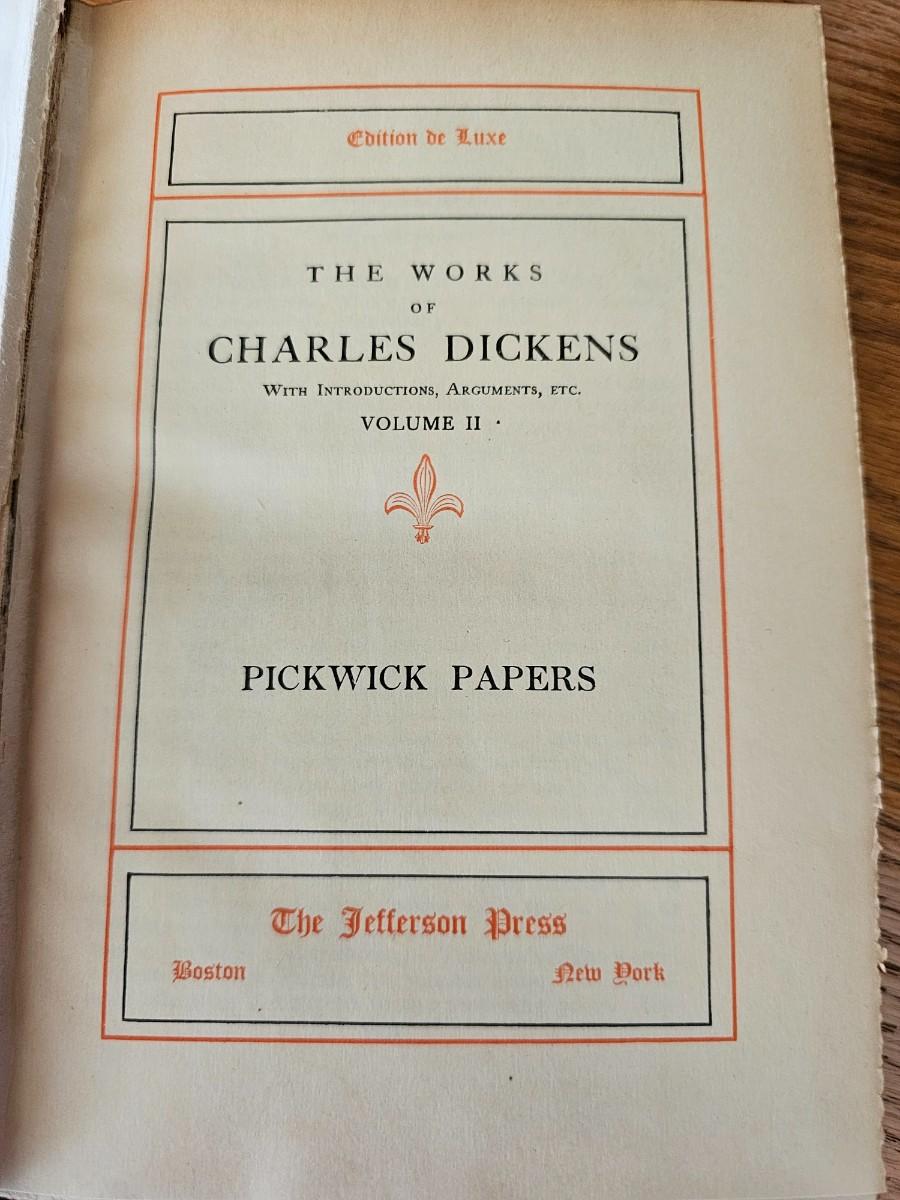 Edition de Luxe
THE WORKS
OF
CHARLES DICKENS
WITH INTRODUCTIONS, ARGUMENTS, ETC.
VOLUME II
PICKWICK PAPERS
The Jefferson Press
Boston New York